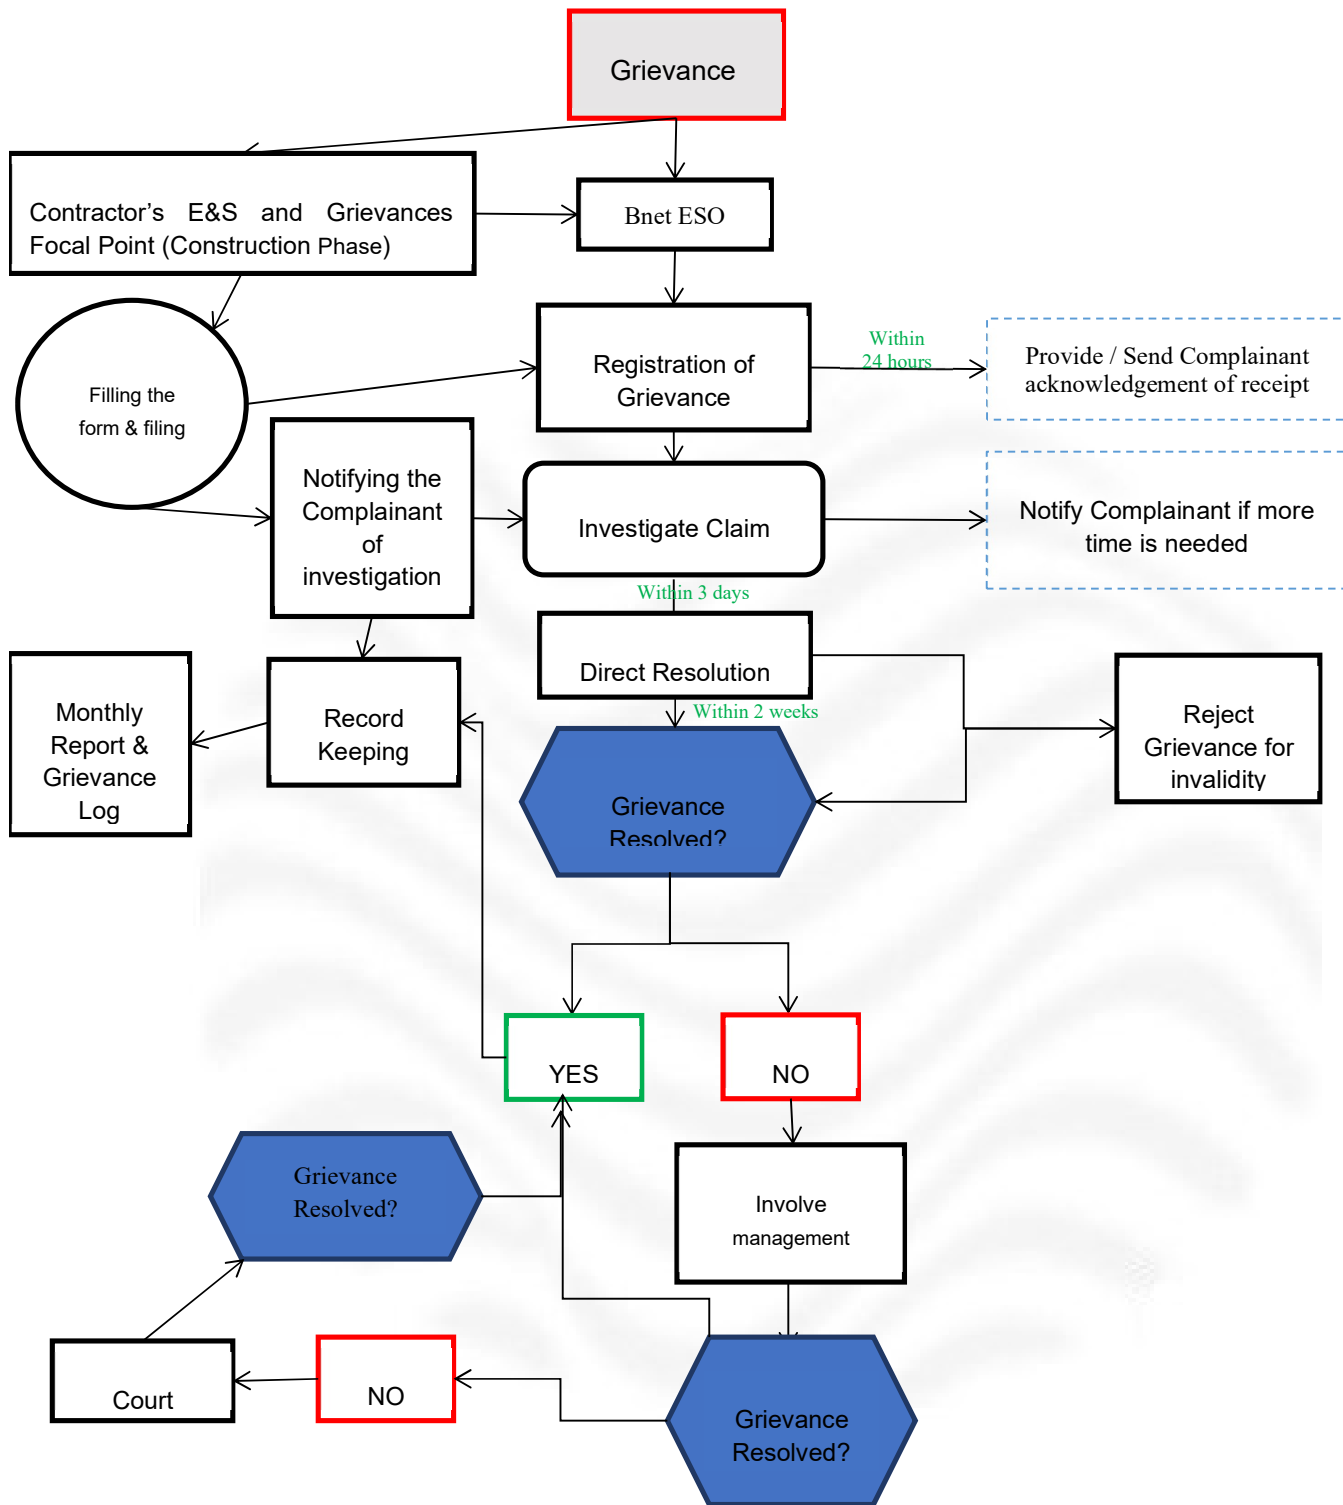 Grievance
Contractor’s E&S and Grievances
Focal Point (Construction Phase)
Bnet ESO
Filling the
form & filing
Registration of
Grievance
Within
24 hours
Provide / Send Complainant
acknowledgement of receipt
Notifying the
Complainant
of
investigation
Investigate Claim
Notify Complainant if more
time is needed
Within 3 days
Direct Resolution
Within 2 weeks
Monthly
Report &
Grievance
Log
Record
Keeping
Reject
Grievance for
invalidity
Grievance
Resolved?
YES
NO
Grievance
Resolved?
Involve
management
Court
NO
Grievance
Resolved?